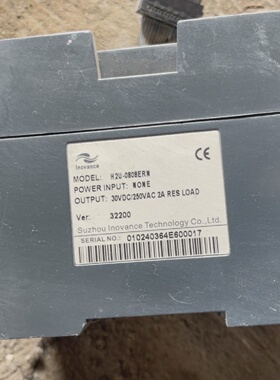 Inovance
CE
MODEL: H2U-0808ERN
POWER INPUT: NONE
OUTPUT: 30VDC/250VAC 2A RES LOAD
Ver: 32200
Suzhou Inovance Technology Co.,Ltd.
SERIAL NO.: 010240364E600017